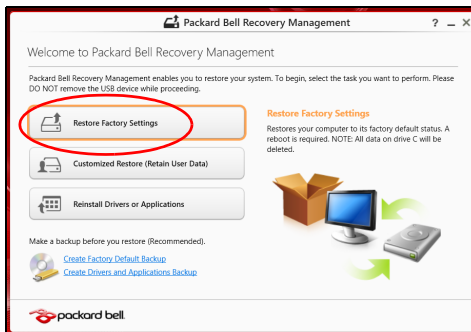 Packard Bell Recovery Management
Welcome to Packard Bell Recovery Management
Packard Bell Recovery Management enables you to restore your system. To begin, select the task you want to perform. Please
DO NOT remove the USB device while proceeding.
Restore Factory Settings
Customized Restore (Retain User Data)
Reinstall Drivers or Applications
Restore Factory Settings
Restores your computer to its factory default status. A
reboot is required. NOTE: All data on drive C will be
deleted.
Make a backup before you restore (Recommended).
Create Factory Default Backup
Create Drivers and Applications Backup
packard bell